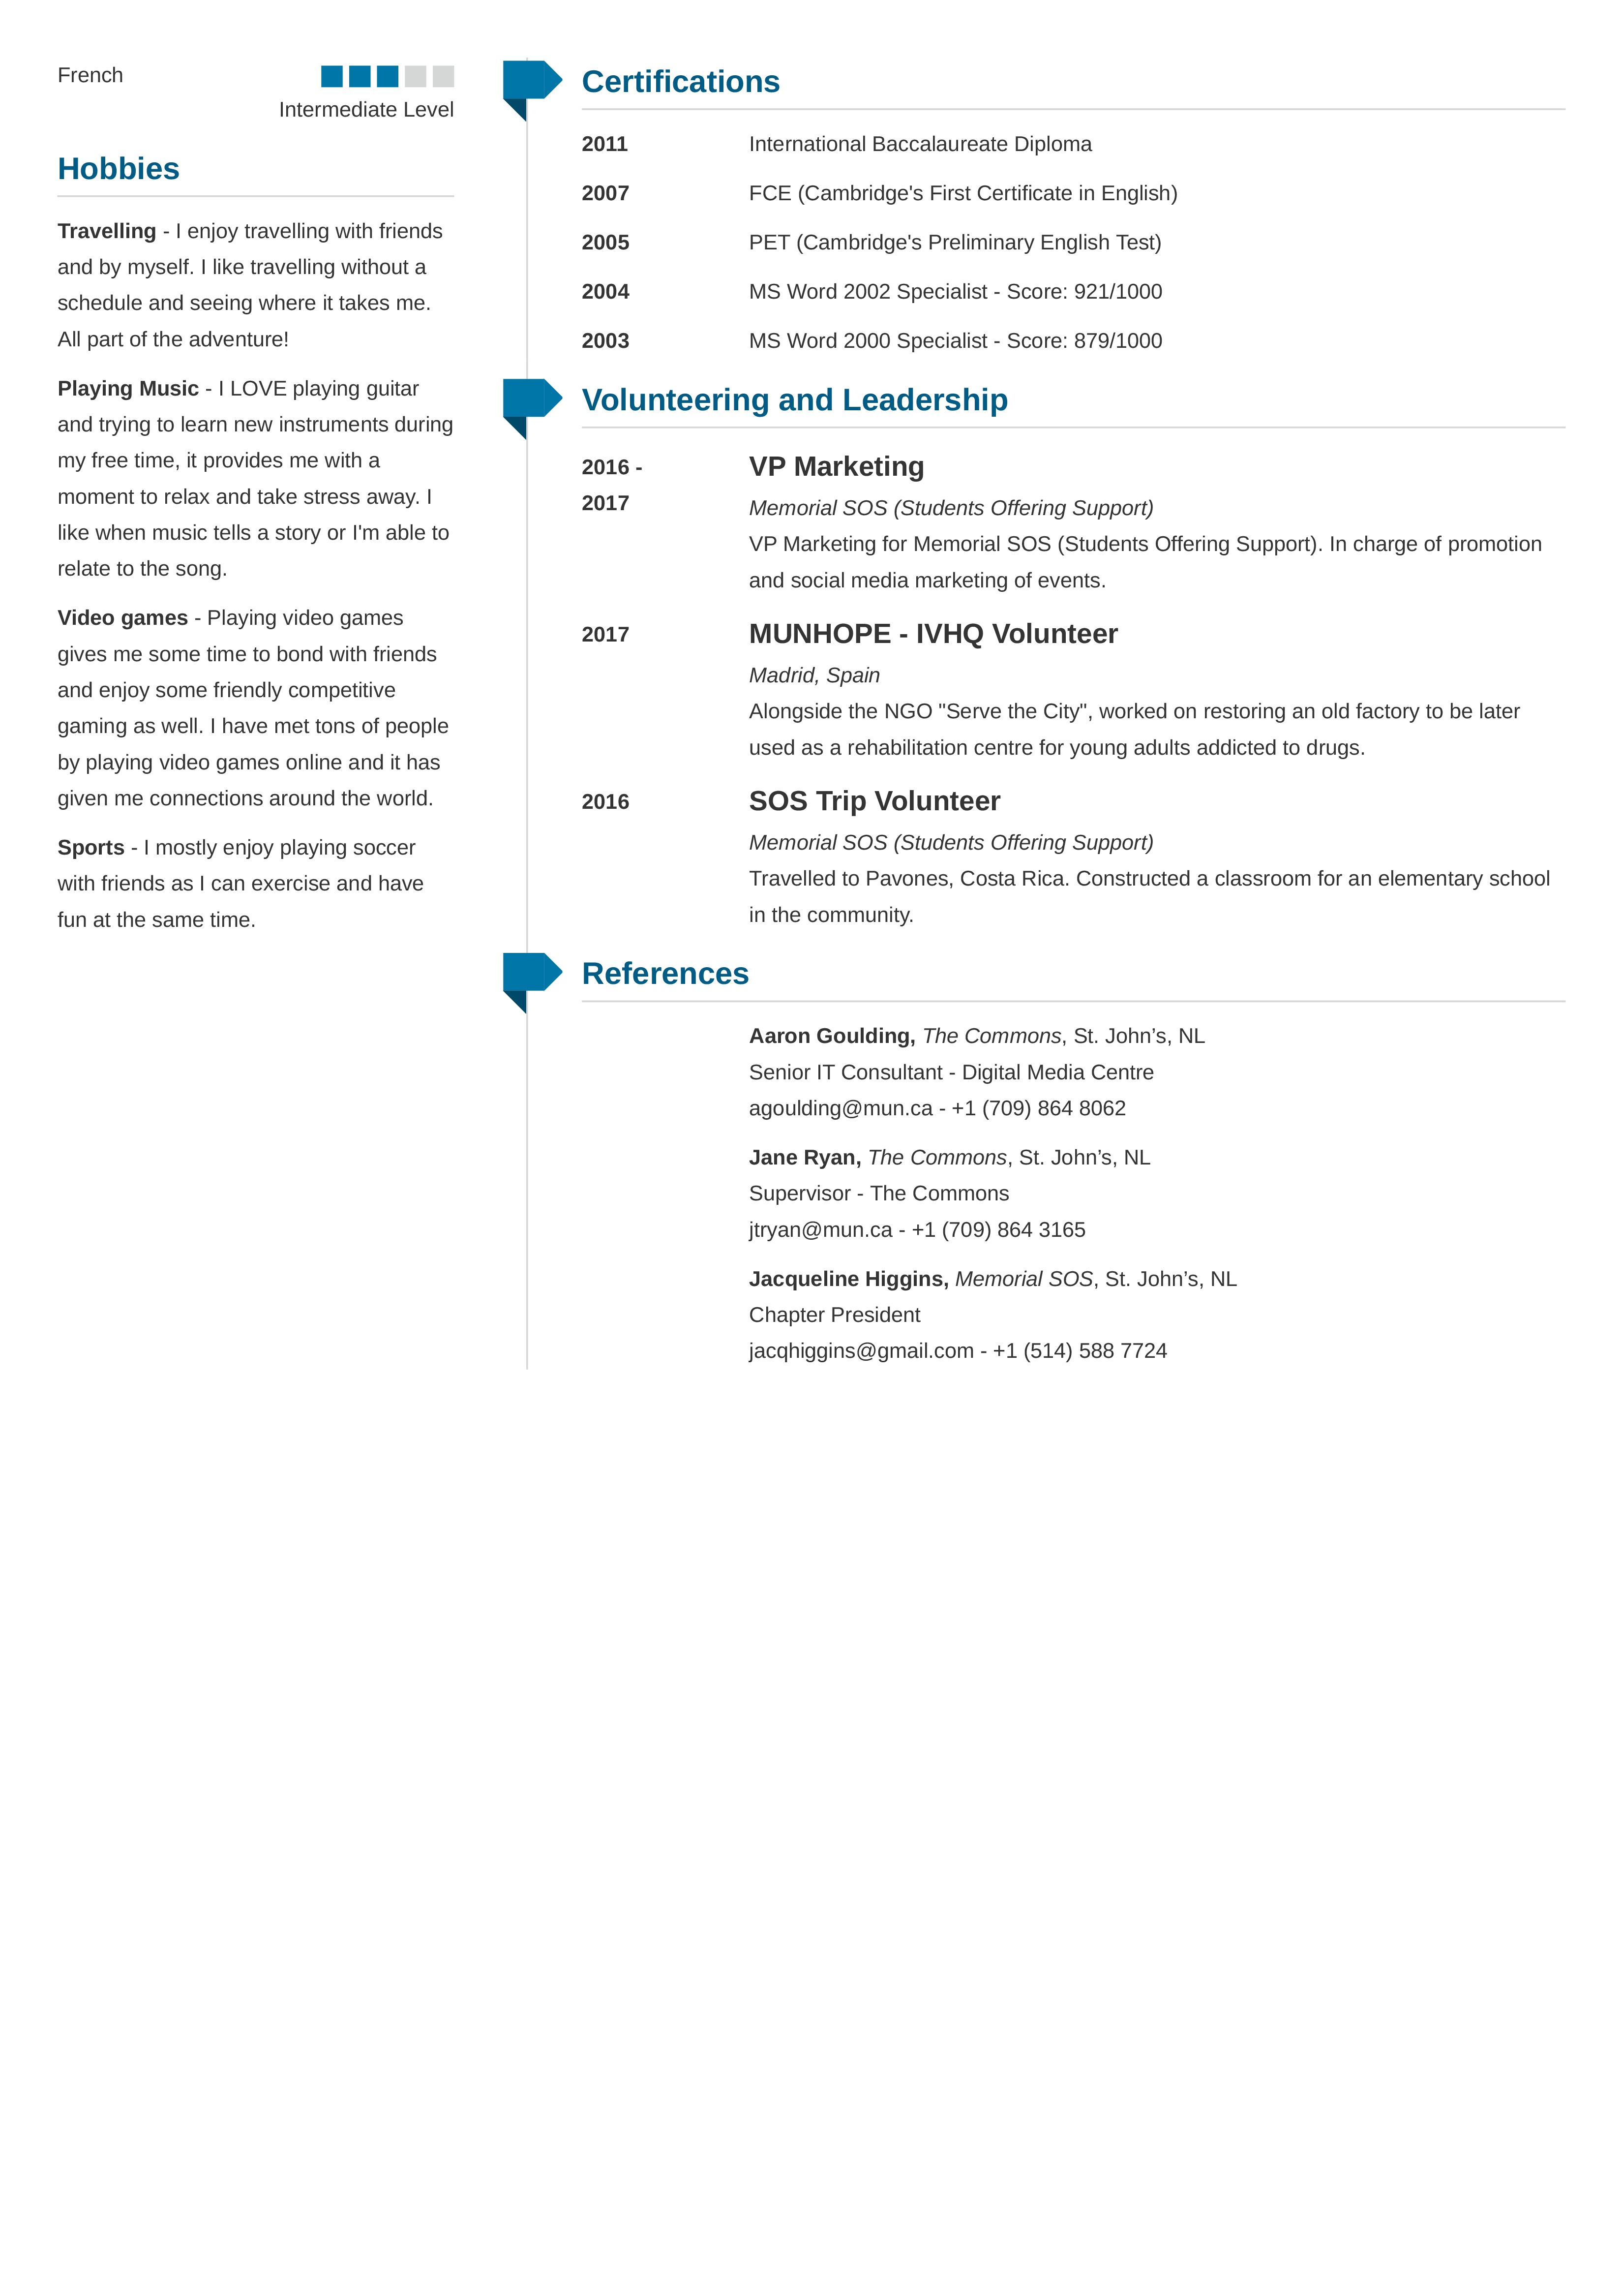 French
Intermediate Level
Hobbies
Travelling - I enjoy travelling with friends
and by myself. I like travelling without a
schedule and seeing where it takes me.
All part of the adventure!
Playing Music - I LOVE playing guitar
and trying to learn new instruments during
my free time, it provides me with a
moment to relax and take stress away. I
like when music tells a story or I'm able to
relate to the song.
Video games - Playing video games
gives me some time to bond with friends
and enjoy some friendly competitive
gaming as well. I have met tons of people
by playing video games online and it has
given me connections around the world.
Sports - I mostly enjoy playing soccer
with friends as I can exercise and have
fun at the same time.
Certifications
2011 International Baccalaureate Diploma
2007 FCE (Cambridge's First Certificate in English)
2005 PET (Cambridge's Preliminary English Test)
2004 MS Word 2002 Specialist - Score: 921/1000
2003 MS Word 2000 Specialist - Score: 879/1000
Volunteering and Leadership
2016 -
2017
VP Marketing
Memorial SOS (Students Offering Support)
VP Marketing for Memorial SOS (Students Offering Support). In charge of promotion
and social media marketing of events.
2017 MUNHOPE - IVHQ Volunteer
Madrid, Spain
Alongside the NGO "Serve the City", worked on restoring an old factory to be later
used as a rehabilitation centre for young adults addicted to drugs.
2016 SOS Trip Volunteer
Memorial SOS (Students Offering Support)
Travelled to Pavones, Costa Rica. Constructed a classroom for an elementary school
in the community.
References
Aaron Goulding, The Commons, St. John’s, NL
Senior IT Consultant - Digital Media Centre
agoulding@mun.ca - +1 (709) 864 8062
Jane Ryan, The Commons, St. John’s, NL
Supervisor - The Commons
jtryan@mun.ca - +1 (709) 864 3165
Jacqueline Higgins, Memorial SOS, St. John’s, NL
Chapter President
jacqhiggins@gmail.com - +1 (514) 588 7724